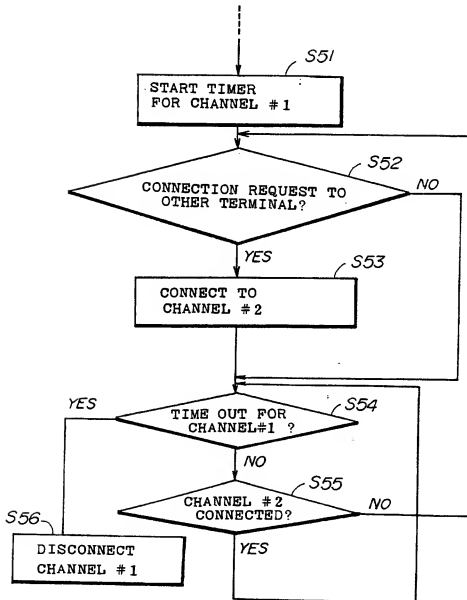 S51
START TIMER
FOR CHANNEL #1
S52
CONNECTION REQUEST TO
OTHER TERMINAL?
NO
YES
S53
CONNECT TO
CHANNEL #2
YES
TIME OUT FOR
CHANNEL#1 ?
S54
NO
S55
CHANNEL #2
CONNECTED?
NO
S56
YES
DISCONNECT
CHANNEL #1